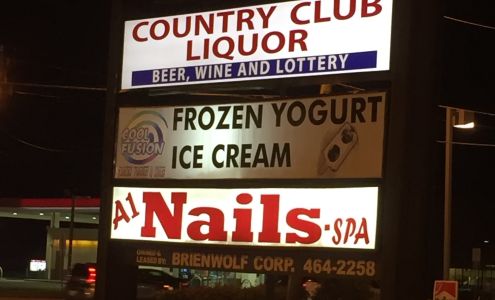 COUNTRY CLUB
LIQUOR
BEER, WINE AND LOTTERY
COOL
FUSION
FROZEN YOGURT
ICE CREAM
A1 Nails-SPA
OWNED &
LEASED BY: BRIENWOLF CORP. 464-2258